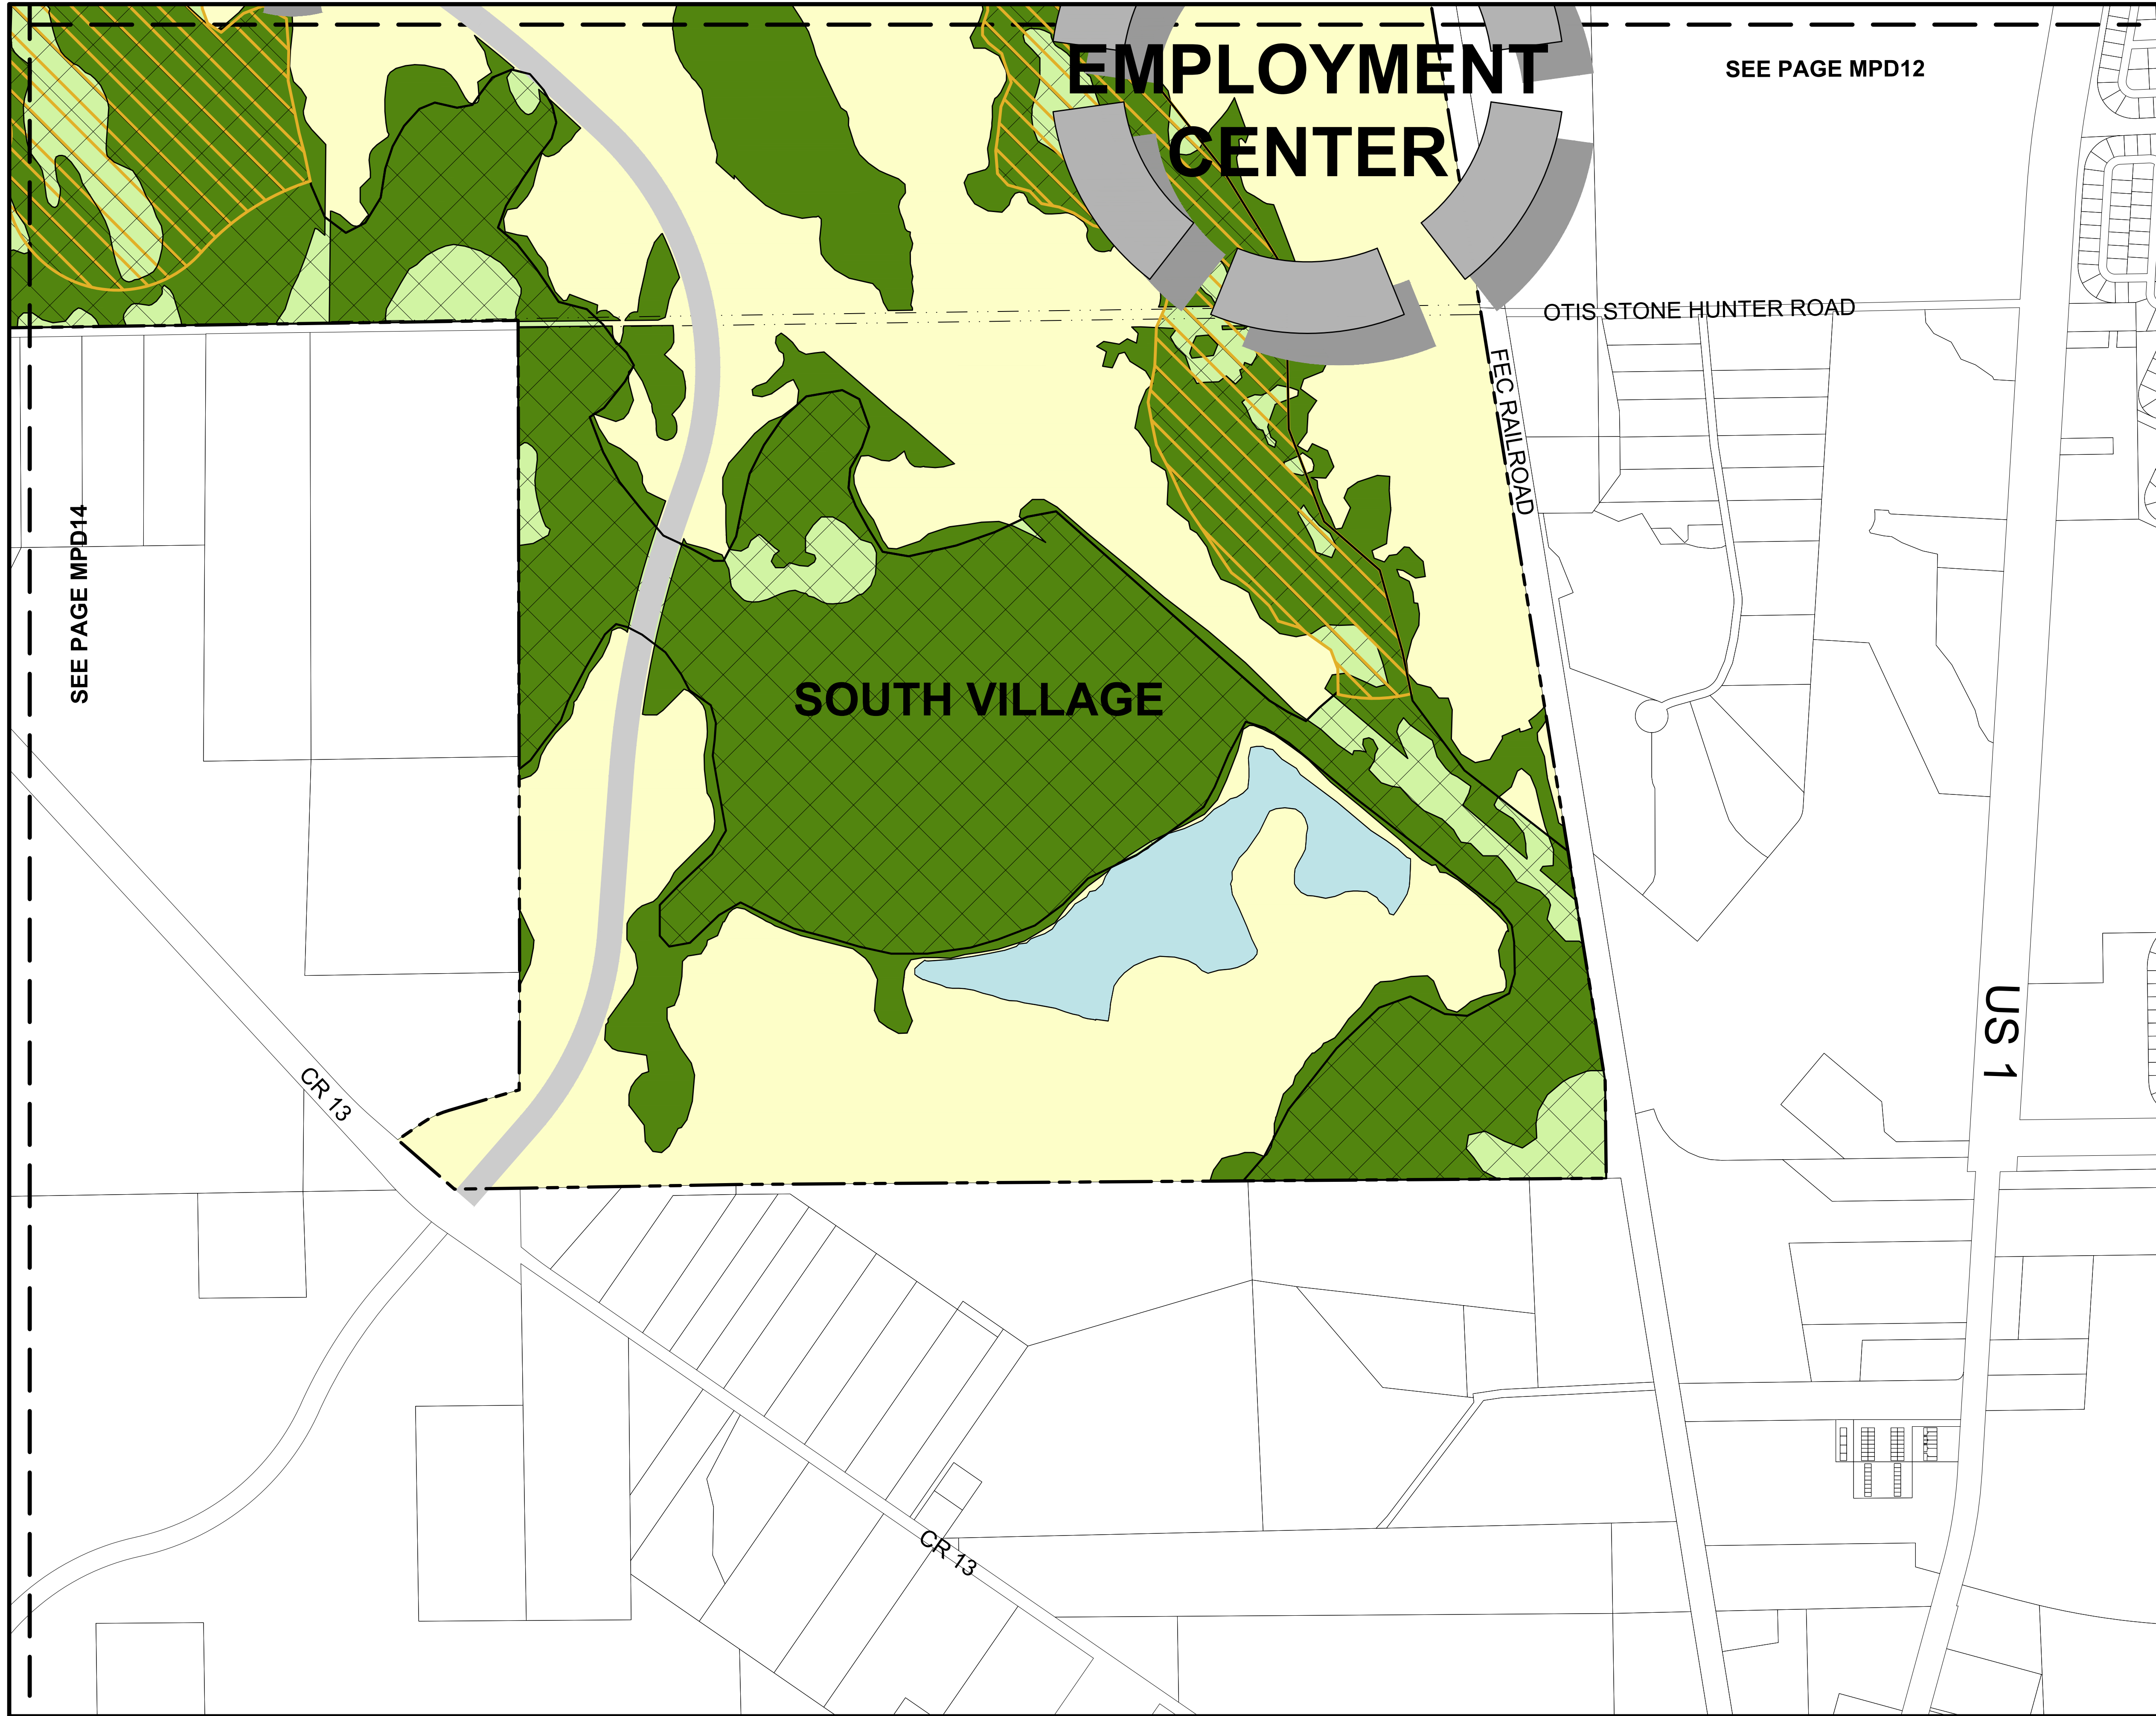 EMPLOYMENT
CENTER
SEE PAGE MPD12
OTIS STONE HUNTER ROAD
FEC RAILROAD
SEE PAGE MPD14
SOUTH VILLAGE
US 1
CR 13
CR 13